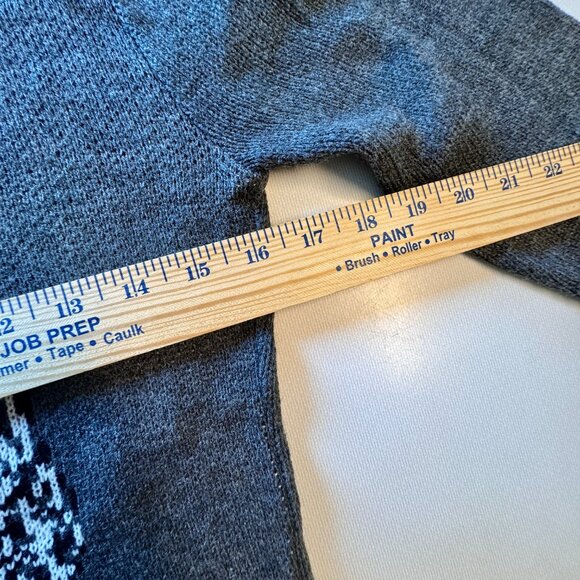 2 13 14 15 16 17 18 19 20 21 22
JOB PREP
mer • Tape • Caulk
PAINT
• Brush • Roller • Tray